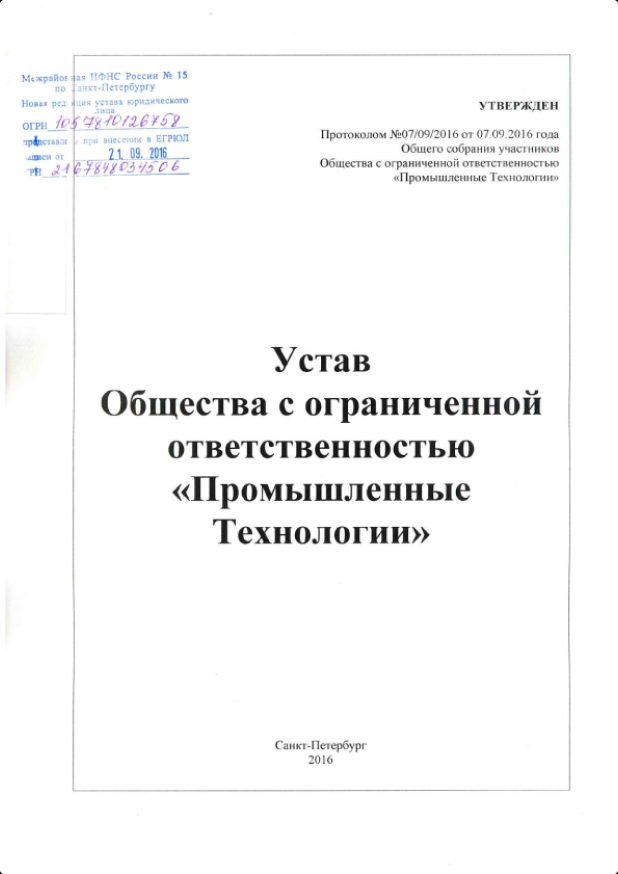 Межрайонная ИФНС России № 15
по Санкт-Петербургу
Новая редакция устава юридического
лица
ОГРН 1057810126758
представлен при внесении в ЕГРЮЛ
записи от 21. 09. 2016
ГРН 2167848034506
УТВЕРЖДЕН
Протоколом №07/09/2016 от 07.09.2016 года
Общего собрания участников
Общества с ограниченной ответственностью
«Промышленные Технологии»
Устав
Общества с ограниченной
ответственностью
«Промышленные
Технологии»
Санкт-Петербург
2016